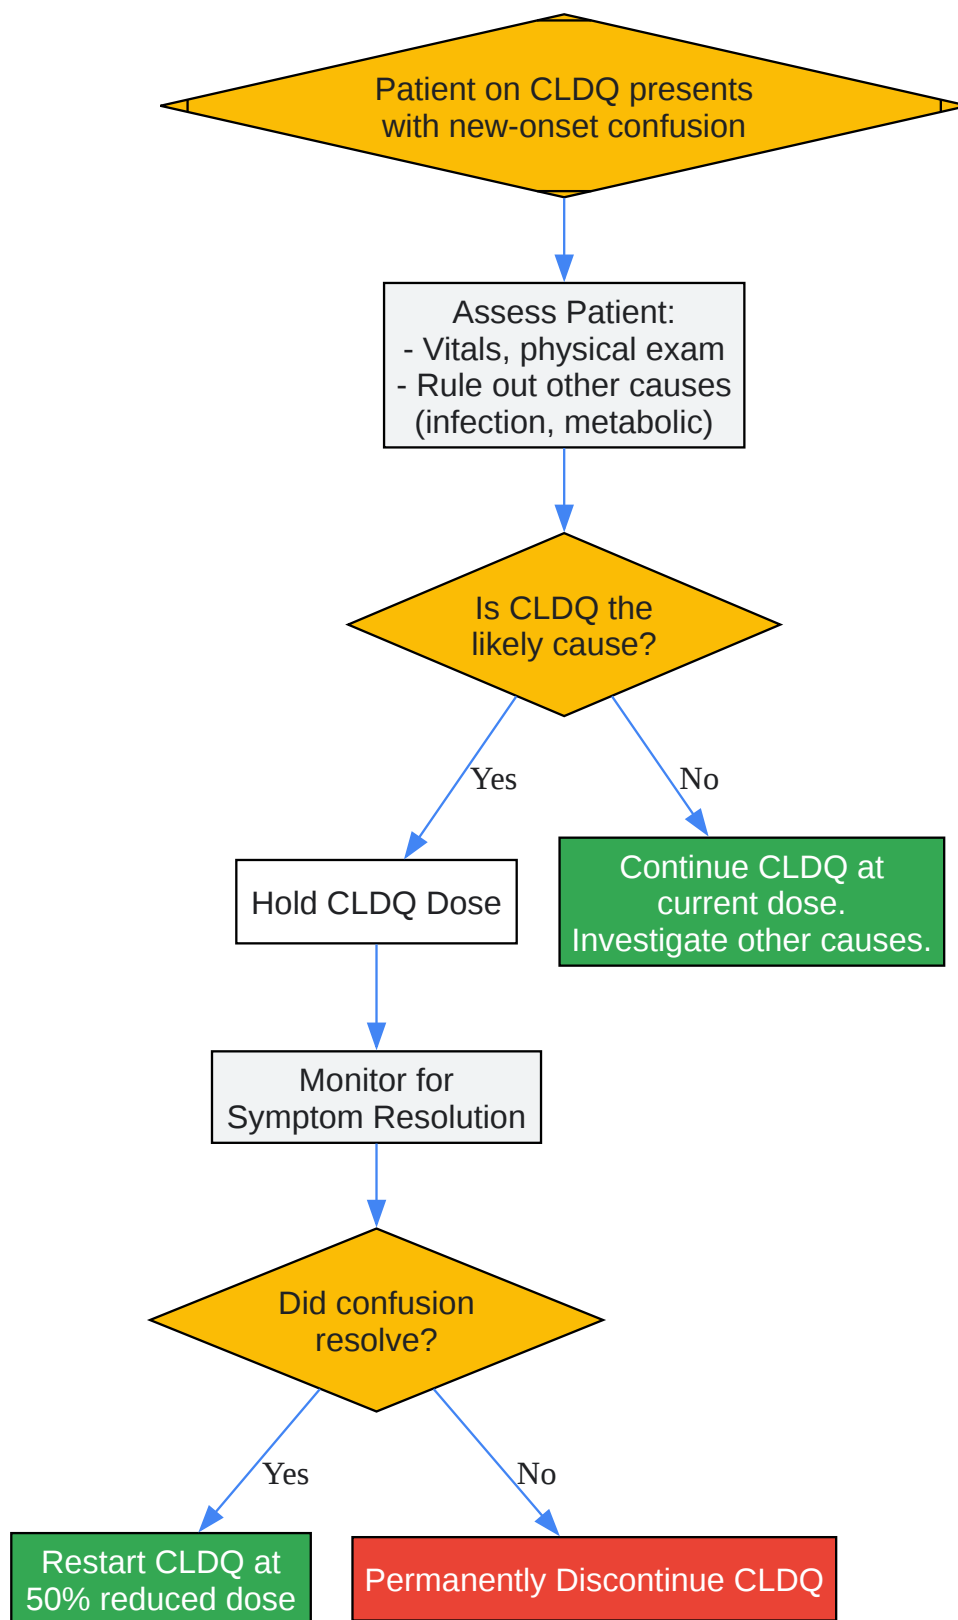 Patient on CLDQ presents
with new-onset confusion
Assess Patient:
- Vitals, physical exam
- Rule out other causes
(infection, metabolic)
Is CLDQ the
likely cause?
Yes
No
Hold CLDQ Dose
Continue CLDQ at
current dose.
Investigate other causes.
Monitor for
Symptom Resolution
Did confusion
resolve?
Yes
No
Restart CLDQ at
50% reduced dose
Permanently Discontinue CLDQ